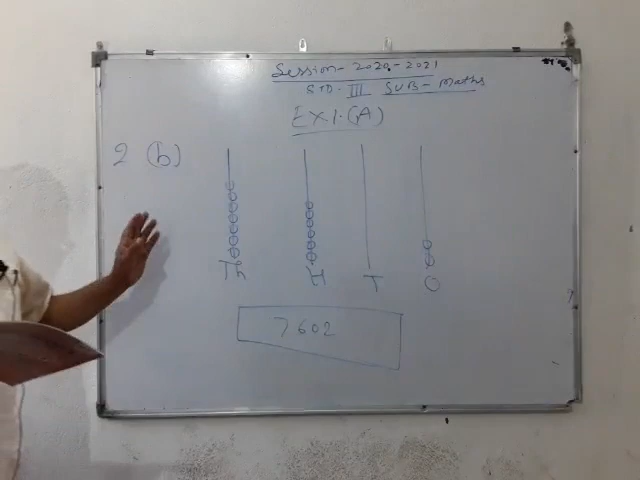 Session - 2020-2021
STD - III SUB - Maths
EX 1.(A)
2 (b)
Th H T O
7602